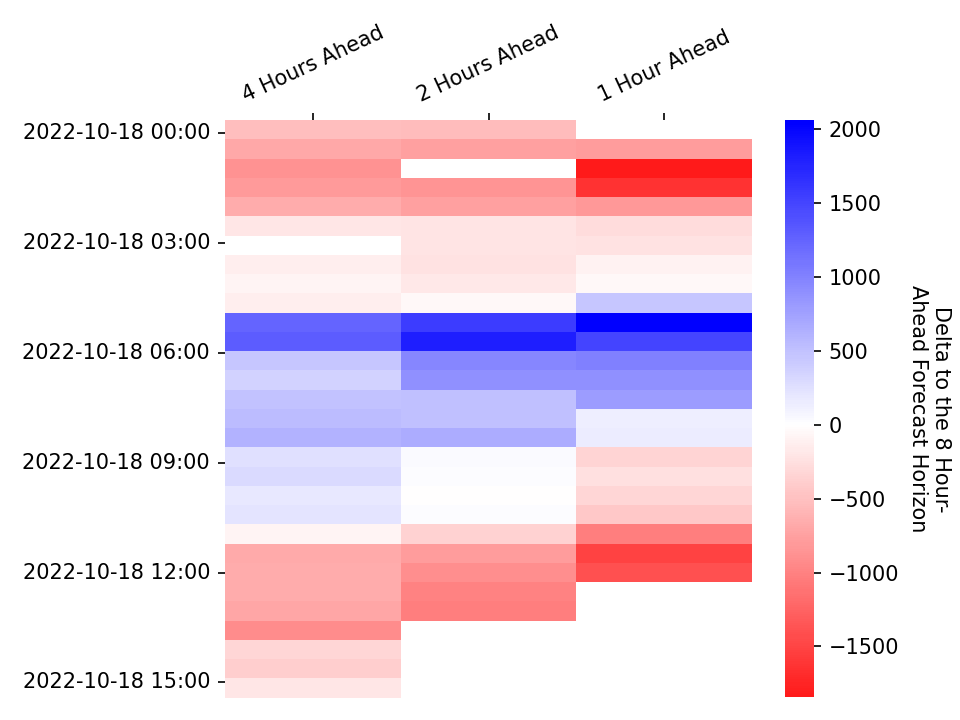 4 Hours Ahead
2 Hours Ahead
1 Hour Ahead
2022-10-18 00:00
2022-10-18 03:00
2022-10-18 06:00
2022-10-18 09:00
2022-10-18 12:00
2022-10-18 15:00
2000
1500
1000
500
0
−500
−1000
−1500
Delta to the 8 Hour-
Ahead Forecast Horizon